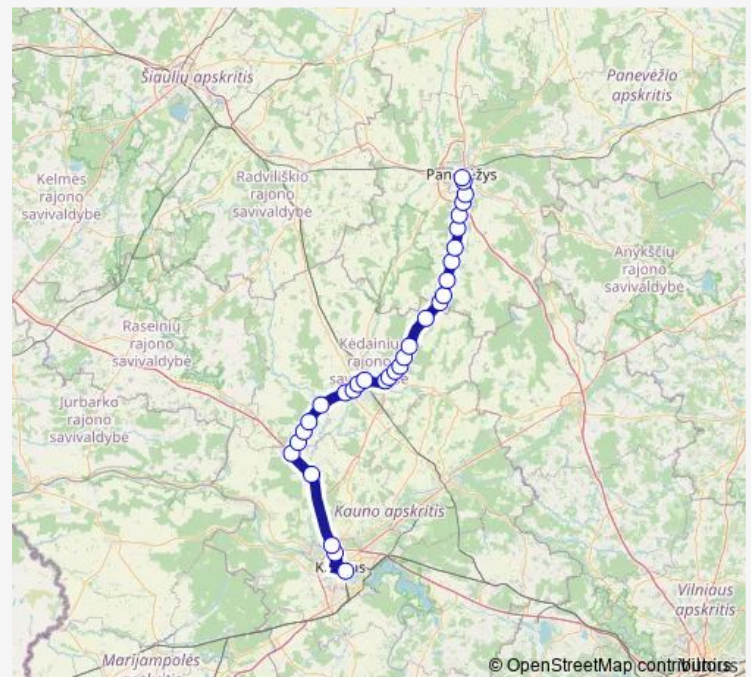 Šiaulių apskritis
Panevėžio
apskritis
Kelmės
rajono
savivaldybė
Radviliškio
rajono
savivaldybė
Anykščių
rajono
savivaldybė
Raseinių
rajono
savivaldybė
Kėdainių
rajono
Jurbarko
rajono
savivaldybė
Kauno apskritis
Vilniaus
apskritis
Marijampolės
apskritis
© OpenStreetMap contributors